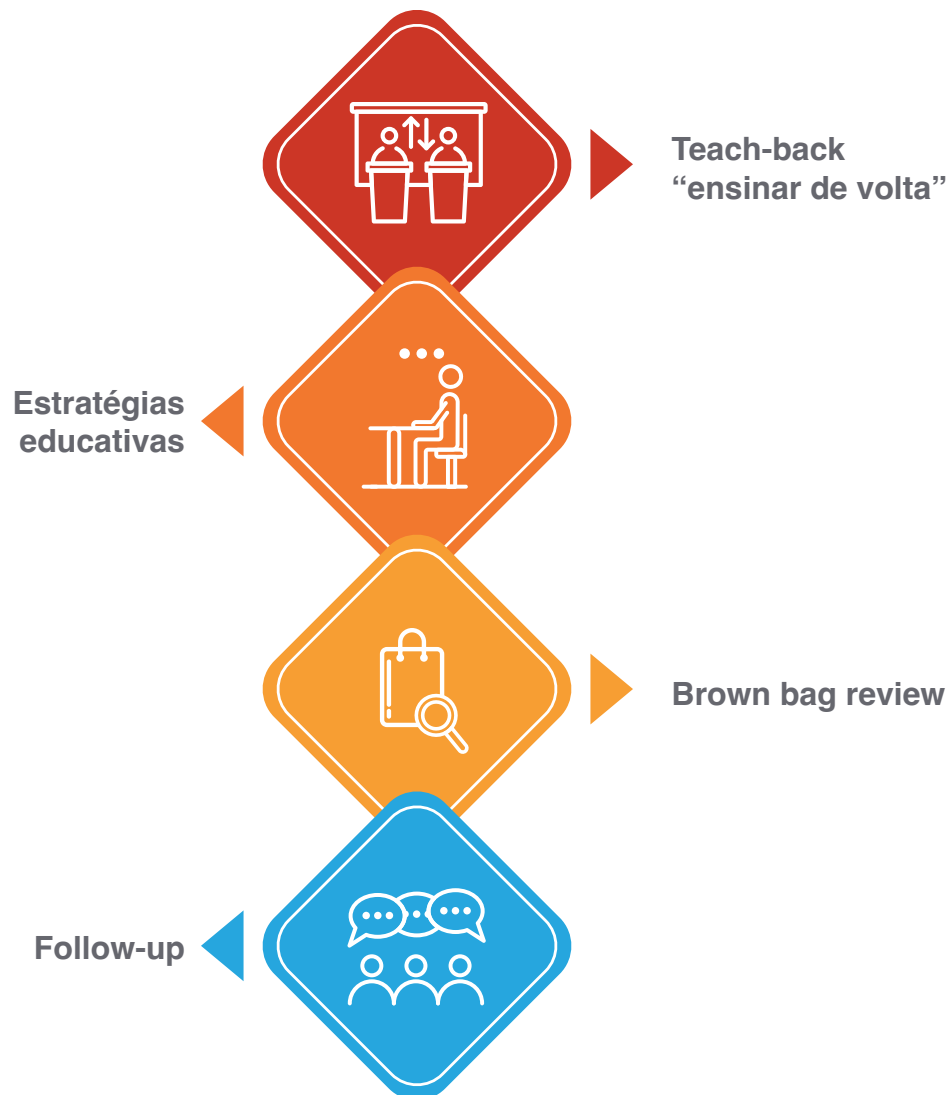 Teach-back
“ensinar de volta”
Estratégias
educativas
Brown bag review
Follow-up